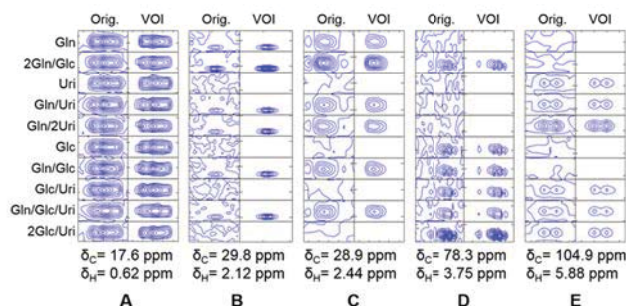 Orig. VOI Orig. VOI Orig. VOI 0rig. VOI Orig. VOI
Gln
2Gln/Glc
Uri
Gln/Uri
Gln/2Uri
Glc
Gln/Glc
Glc/Uri
Gln/Glc/Uri
2Glc/Uri
δC= 17.6 ppm δC= 29.8 ppm δC= 28.9 ppm δC= 78.3 ppm δC= 104.9 ppm
δH= 0.62 ppm δH= 2.12 ppm δH= 2.44 ppm δH= 3.75 ppm δH= 5.88 ppm
A B C D E